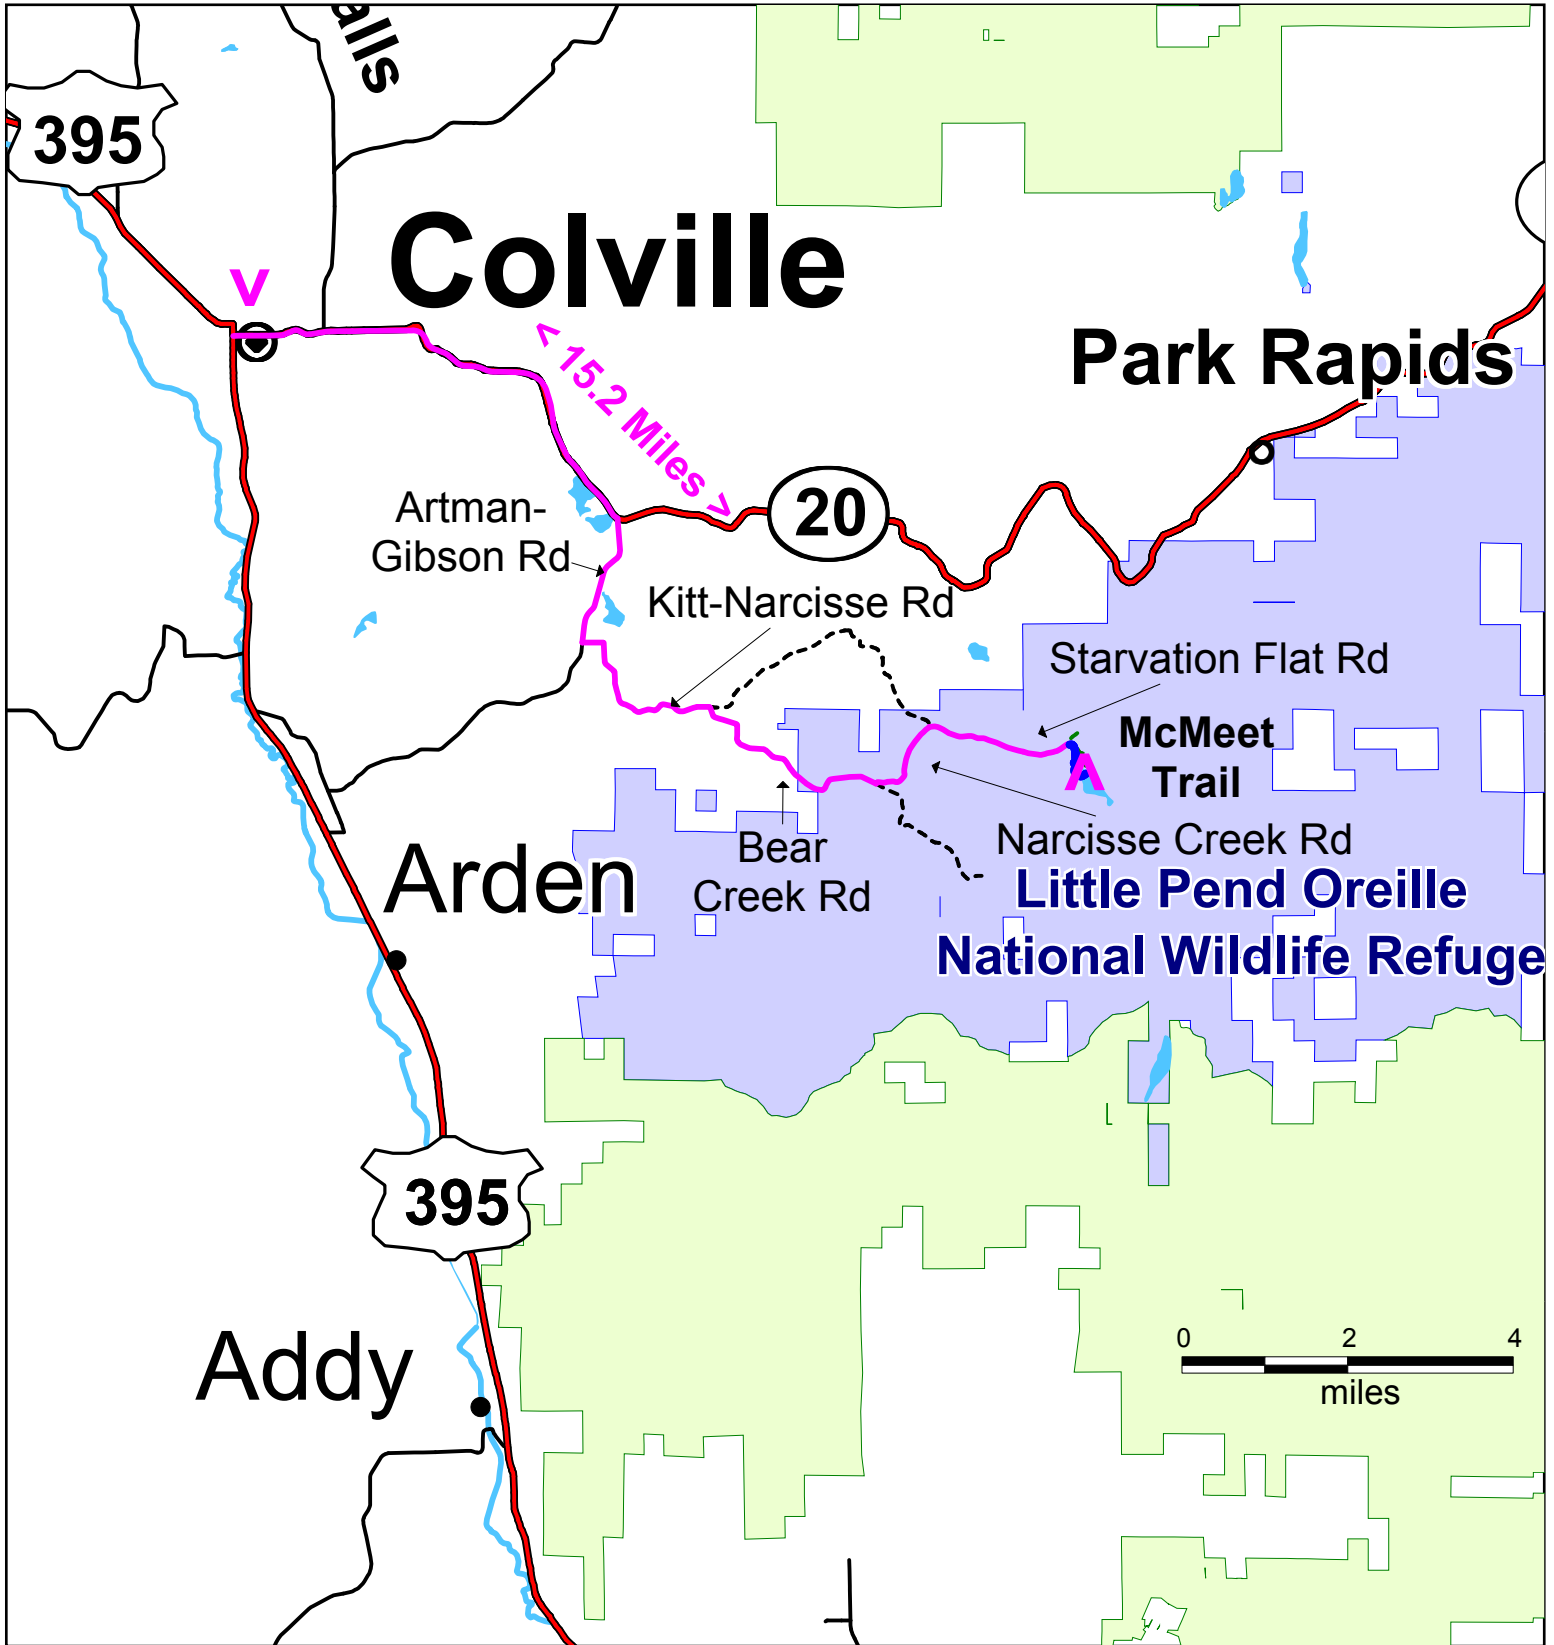 alls
395
Colville
v
Park Rapids
< 15.2 Miles >
20
Artman-
Gibson Rd
Kitt-Narcisse Rd
Starvation Flat Rd
McMeet
Trail
Narcisse Creek Rd
Bear
Creek Rd
Arden
Little Pend Oreille
National Wildlife Refuge
395
Addy
0 2 4
miles